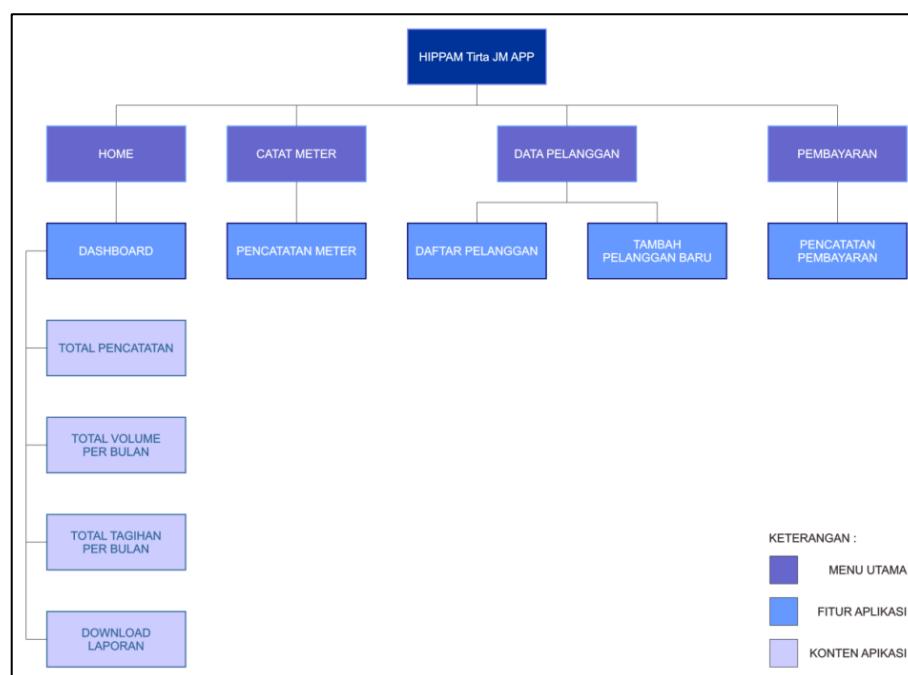 HIPPAM Tirta JM APP
HOME
CATAT METER
DATA PELANGGAN
PEMBAYARAN
DASHBOARD
PENCATATAN METER
DAFTAR PELANGGAN
TAMBAH
PELANGGAN BARU
PENCATATAN
PEMBAYARAN
TOTAL PENCATATAN
TOTAL VOLUME
PER BULAN
TOTAL TAGIHAN
PER BULAN
DOWNLOAD
LAPORAN
KETERANGAN :
MENU UTAMA
FITUR APLIKASI
KONTEN APIKASI